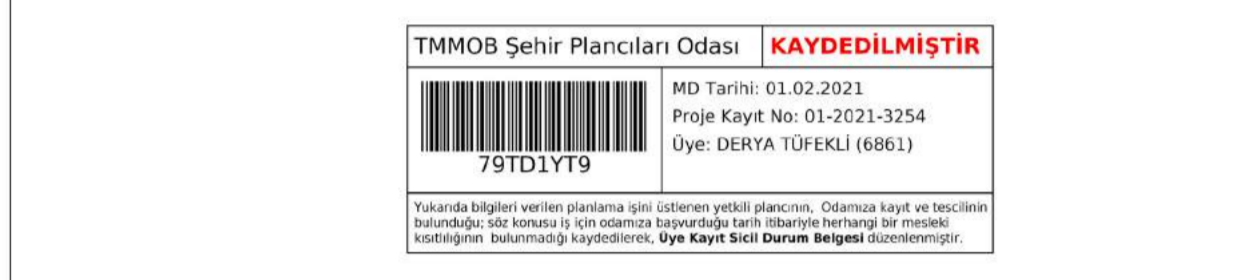 TMMOB Şehir Plancıları Odası KAYDEDİLMİŞTİR
MD Tarihi: 01.02.2021
Proje Kayıt No: 01-2021-3254
Üye: DERYA TÜFEKLİ (6861)
79TD1YT9
Yukarıda bilgileri verilen planlama işini üstlenen yetkili plancının, Odamıza kayıt ve tescilinin
bulunduğu; söz konusu iş için odamıza başvurduğu tarih itibariyle herhangi bir mesleki
kısıtlılığının bulunmadığı kaydedilerek, Üye Kayıt Sicil Durum Belgesi düzenlenmiştir.